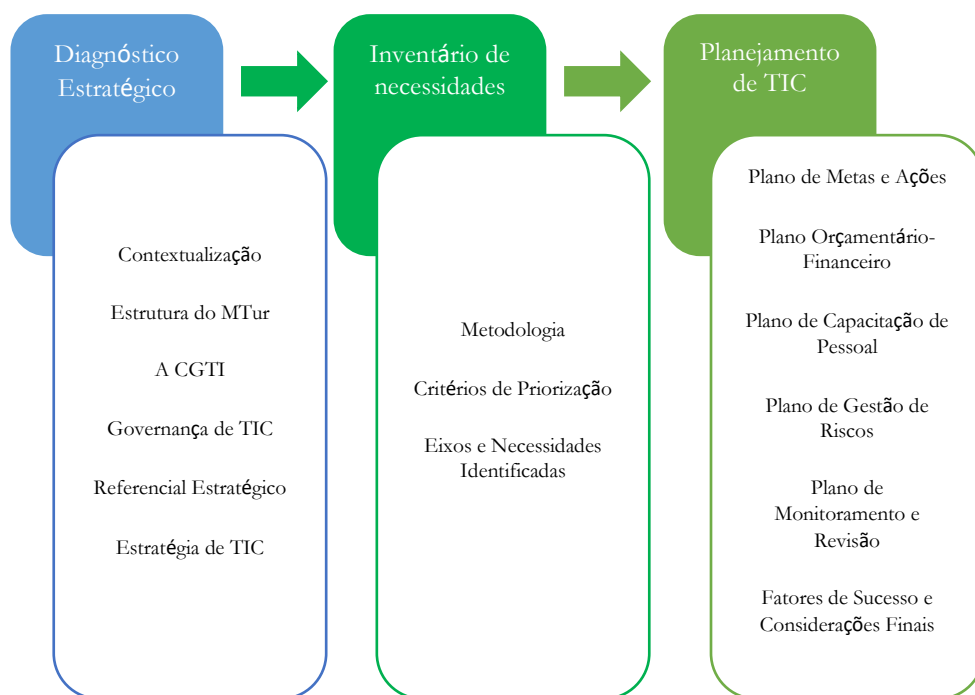 Diagnóstico
Estratégico
Contextualização
Estrutura do MTur
A CGTI
Governança de TIC
Referencial Estratégico
Estratégia de TIC
Inventário de
necessidades
Metodologia
Critérios de Priorização
Eixos e Necessidades
Identificadas
Planejamento
de TIC
Plano de Metas e Ações
Plano Orçamentário-
Financeiro
Plano de Capacitação de
Pessoal
Plano de Gestão de
Riscos
Plano de
Monitoramento e
Revisão
Fatores de Sucesso e
Considerações Finais